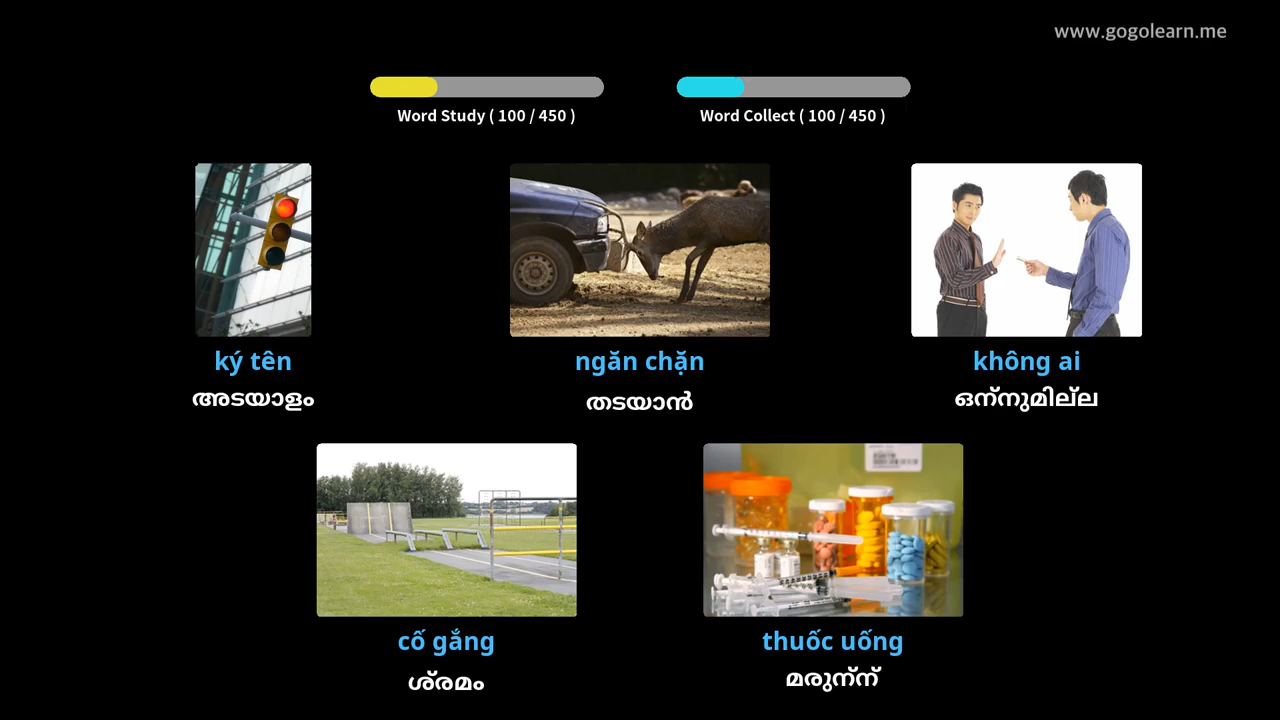 www.gogolearn.me
Word Study ( 100 / 450 )
Word Collect ( 100 / 450 )
ký tên
അടയാളം
ngăn chặn
തടയാൻ
không ai
ഒന്നുമില്ല
cố gắng
ശ്രമം
thuốc uống
മരുന്ന്